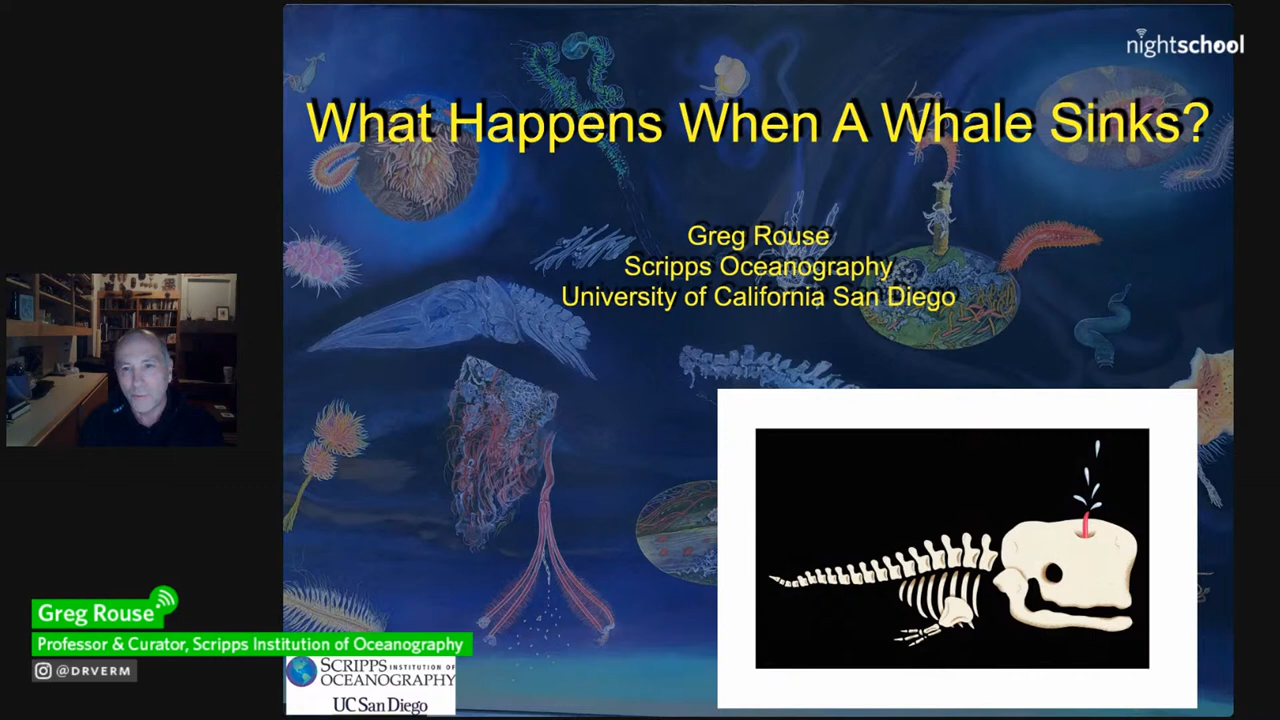 nightschool
What Happens When A Whale Sinks?
Greg Rouse
Scripps Oceanography
University of California San Diego
Greg Rouse
Professor & Curator, Scripps Institution of Oceanography
@DRVERM
SCRIPPS INSTITUTION OF
OCEANOGRAPHY
UC San Diego